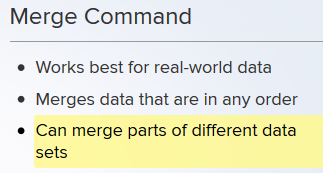 Merge Command
• Works best for real-world data
• Merges data that are in any order
• Can merge parts of different data
sets